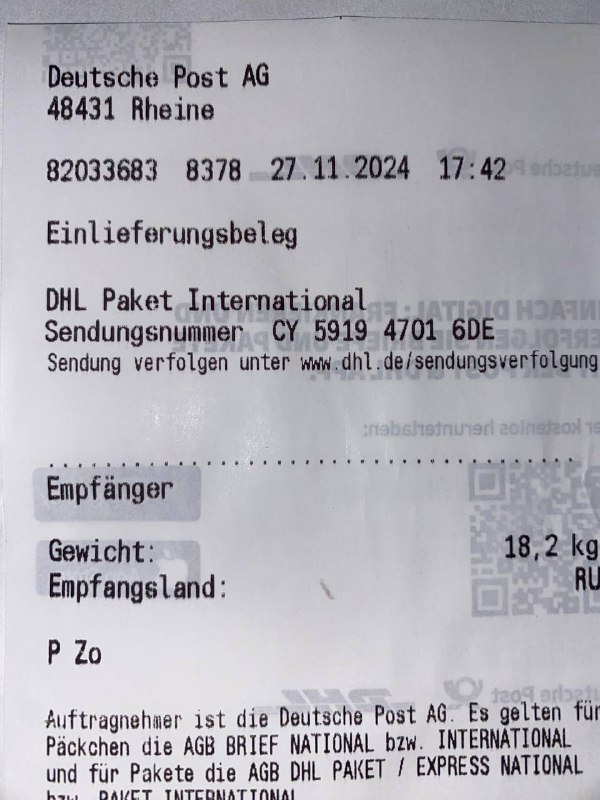 Deutsche Post AG
48431 Rheine
82033683 8378 27.11.2024 17:42
Einlieferungsbeleg
DHL Paket International
Sendungsnummer CY 5919 4701 6DE
Sendung verfolgen unter www.dhl.de/sendungsverfolgung
Empfänger
Gewicht: 18,2 kg
Empfangsland: RU
P Zo
Auftragnehmer ist die Deutsche Post AG. Es gelten für
Päckchen die AGB BRIEF NATIONAL bzw. INTERNATIONAL
und für Pakete die AGB DHL PAKET / EXPRESS NATIONAL
bzw. PAKET INTERNATIONAL